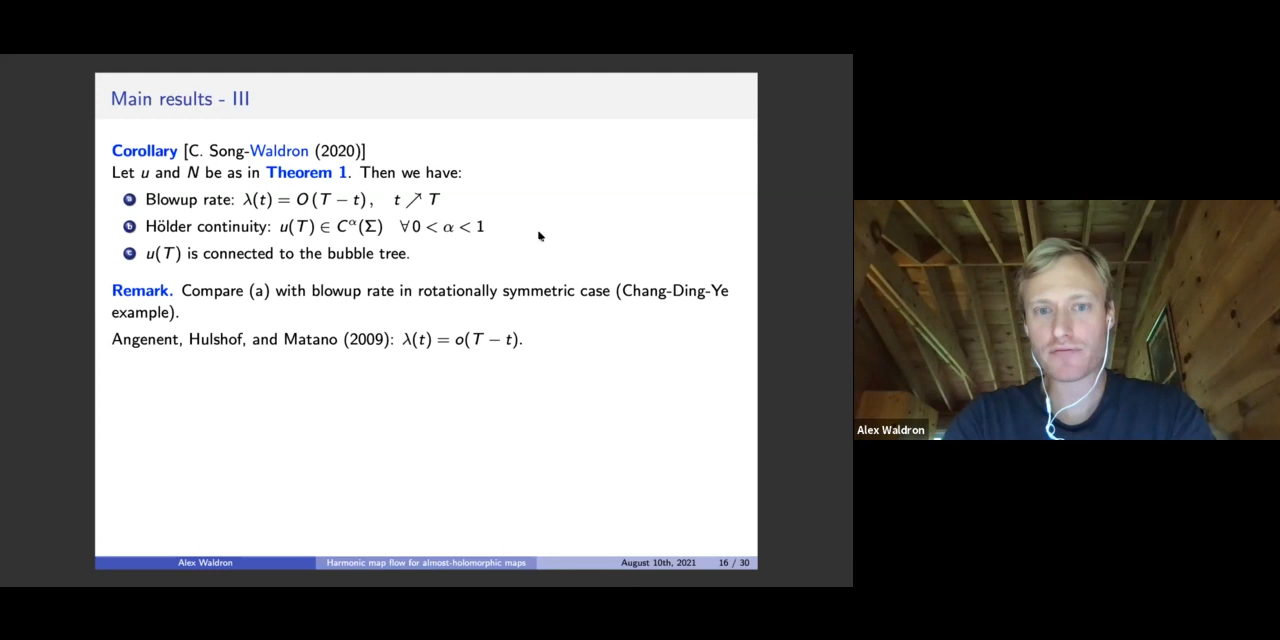 Main results - III
Corollary [C. Song-Waldron (2020)]
Let u and N be as in Theorem 1. Then we have:
a Blowup rate: λ(t) = O(T − t), t ↗ T
b Hölder continuity: u(T) ∈ C^α(Σ) ∀ 0 < α < 1
c u(T) is connected to the bubble tree.
Remark. Compare (a) with blowup rate in rotationally symmetric case (Chang-Ding-Ye
example).
Angenent, Hulshof, and Matano (2009): λ(t) = o(T − t).
Alex Waldron Harmonic map flow for almost-holomorphic maps August 10th, 2021 16 / 30
Alex Waldron